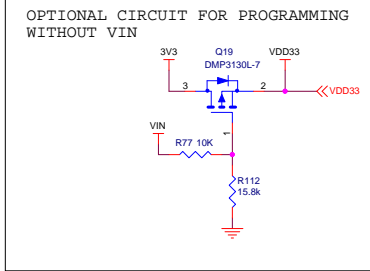 OPTIONAL CIRCUIT FOR PROGRAMMING
WITHOUT VIN
3V3
Q19
VDD33
DMP3130L-7
3
2
VDD33
1
VIN
R77 10K
R112
15.8k